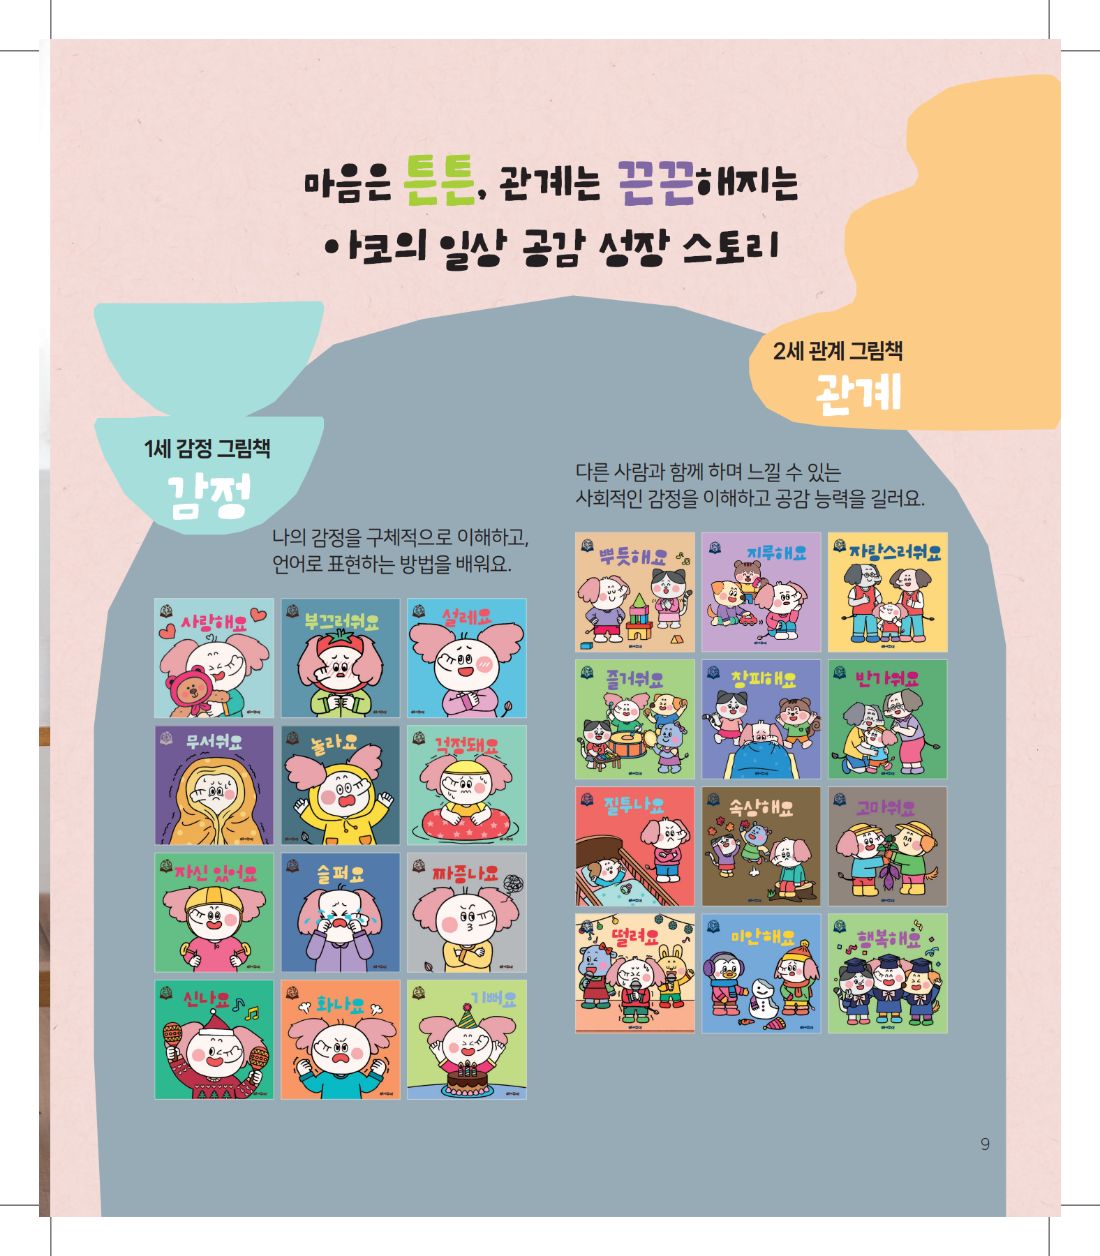 마음은 튼튼, 관계는 끈끈해지는
아코의 일상 공감 성장 스토리
1세 감정 그림책
감정
나의 감정을 구체적으로 이해하고,
언어로 표현하는 방법을 배워요.
사랑해요
부끄러워요
설레요
무서워요
놀라요
걱정돼요
자신 있어요
슬퍼요
짜증나요
신나요
화나요
기뻐요
2세 관계 그림책
관계
다른 사람과 함께 하며 느낄 수 있는
사회적인 감정을 이해하고 공감 능력을 길러요.
뿌듯해요
지루해요
자랑스러워요
즐거워요
창피해요
반가워요
질투나요
속상해요
고마워요
떨려요
미안해요
행복해요
9